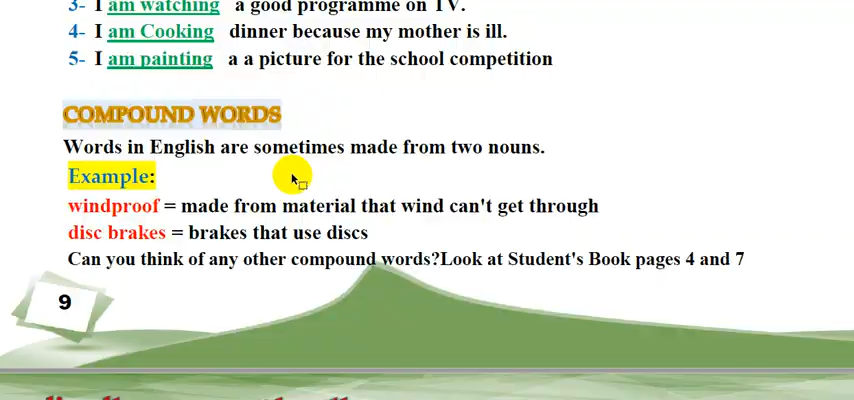 3- I am watching a good programme on TV.
4- I am Cooking dinner because my mother is ill.
5- I am painting a a picture for the school competition
COMPOUND WORDS
Words in English are sometimes made from two nouns.
Example:
windproof = made from material that wind can't get through
disc brakes = brakes that use discs
Can you think of any other compound words?Look at Student's Book pages 4 and 7
9